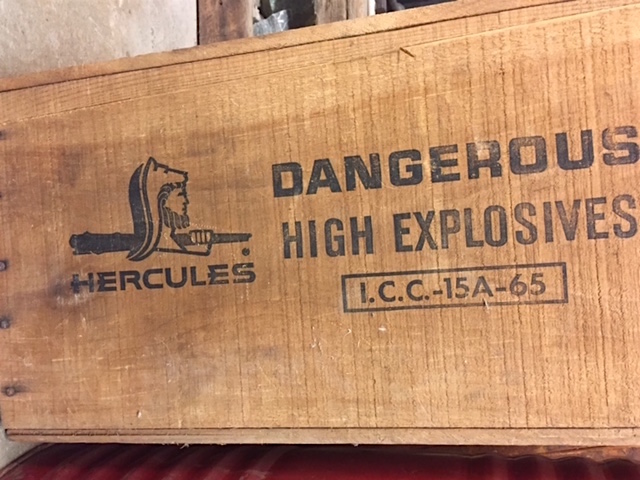 DANGEROUS
HIGH EXPLOSIVES
I.C.C.-15A-65
HERCULES